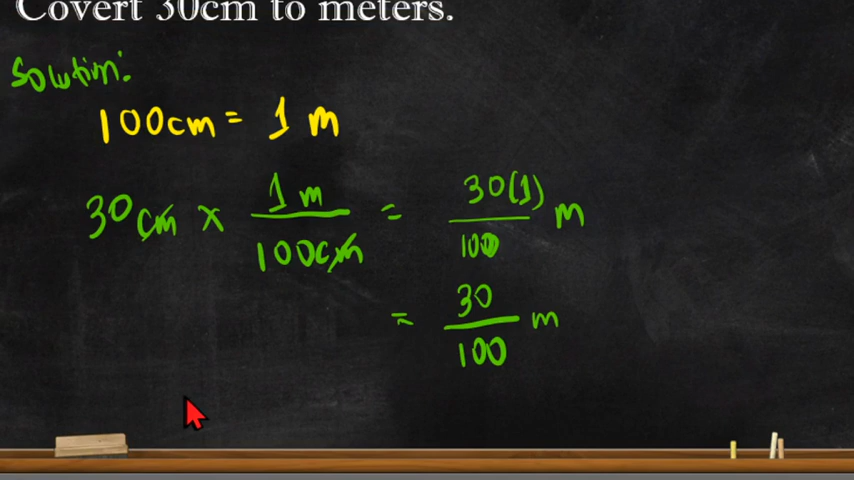 Covert 30cm to meters.
Solution:
100cm = 1 m
30cm x 1 m / 100cm = 30(1) / 100 m
= 30 / 100 m